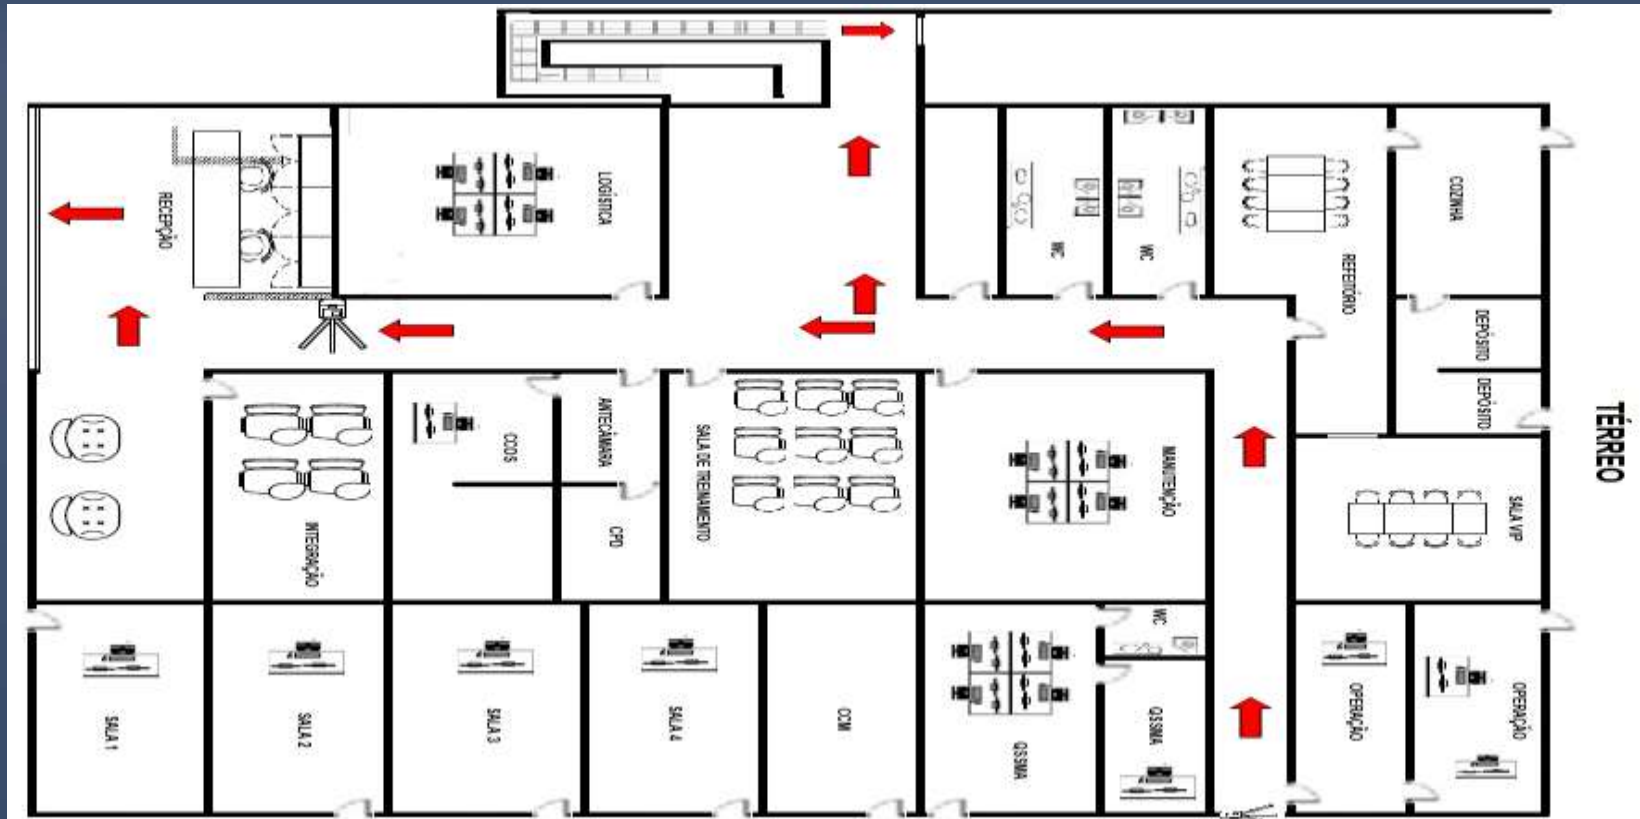 TÉRREO
RECEPÇÃO
LOGÍSTICA
WC
WC
REFEITÓRIO
COZINHA
DEPÓSITO
DEPÓSITO
INTEGRAÇÃO
CCOS
ANTECÂMARA
CPD
SALA DE TREINAMENTO
MANUTENÇÃO
SALA VIP
SALA 1
SALA 2
SALA 3
SALA 4
CCM
QSSMA
WC
QSSMA
OPERAÇÃO
OPERAÇÃO